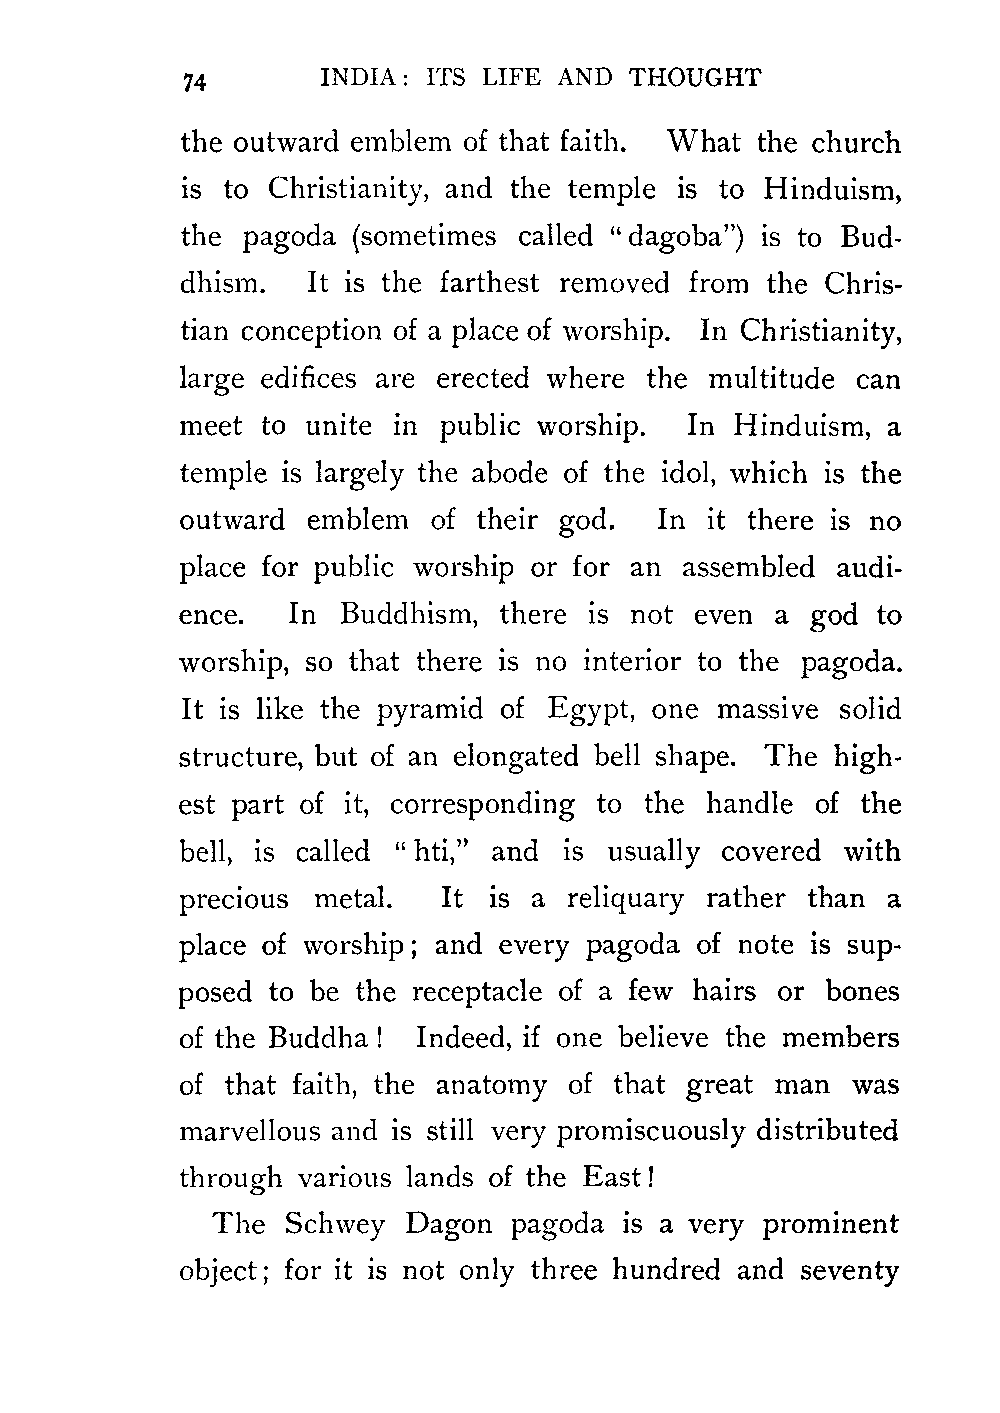 74 INDIA: ITS LIFE AND THOUGHT
the outward emblem of that faith. What the church
is to Christianity, and the temple is to Hinduism,
the pagoda (sometimes called “dagoba”) is to Bud-
dhism. It is the farthest removed from the Chris-
tian conception of a place of worship. In Christianity,
large edifices are erected where the multitude can
meet to unite in public worship. In Hinduism, a
temple is largely the abode of the idol, which is the
outward emblem of their god. In it there is no
place for public worship or for an assembled audi-
ence. In Buddhism, there is not even a god to
worship, so that there is no interior to the pagoda.
It is like the pyramid of Egypt, one massive solid
structure, but of an elongated bell shape. The high-
est part of it, corresponding to the handle of the
bell, is called “hti,” and is usually covered with
precious metal. It is a reliquary rather than a
place of worship; and every pagoda of note is sup-
posed to be the receptacle of a few hairs or bones
of the Buddha! Indeed, if one believe the members
of that faith, the anatomy of that great man was
marvellous and is still very promiscuously distributed
through various lands of the East!
The Schwey Dagon pagoda is a very prominent
object; for it is not only three hundred and seventy